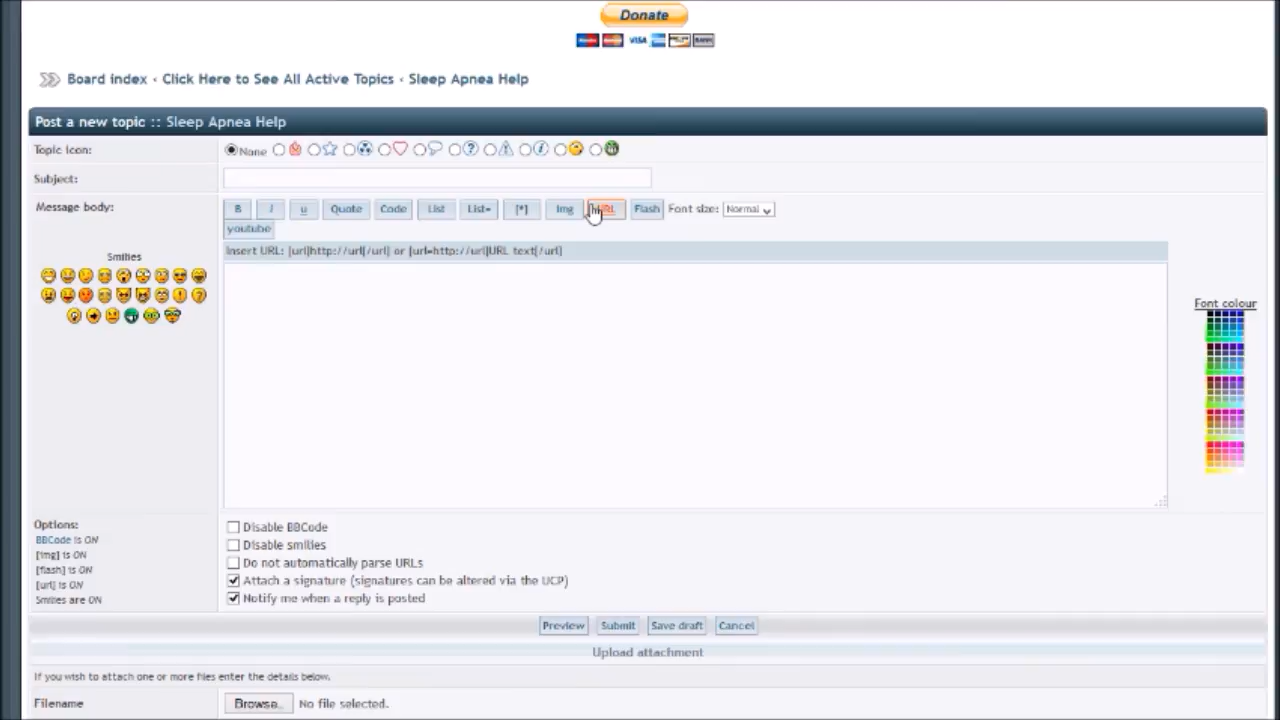 Donate
VISA
Board index ‹ Click Here to See All Active Topics ‹ Sleep Apnea Help
Post a new topic :: Sleep Apnea Help
Topic icon: None
Subject:
Message body: B i u Quote Code List List= [*] Img URL Flash Font size: Normal
youtube
Insert URL: [url]http://url[/url] or [url=http://url]URL text[/url]
Smilies
Font colour
Options:
BBCode is ON
[img] is ON
[flash] is ON
[url] is ON
Smilies are ON
Disable BBCode
Disable smilies
Do not automatically parse URLs
Attach a signature (signatures can be altered via the UCP)
Notify me when a reply is posted
Preview Submit Save draft Cancel
Upload attachment
If you wish to attach one or more files enter the details below.
Filename Browse.. No file selected.